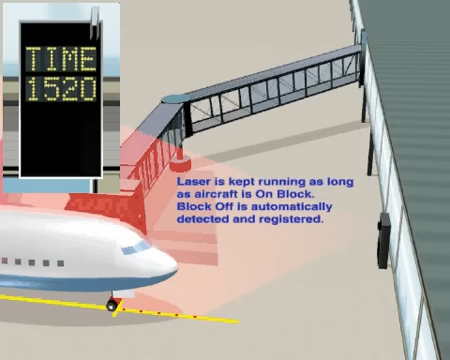 TIME
1520
Laser is kept running as long
as aircraft is On Block.
Block Off is automatically
detected and registered.